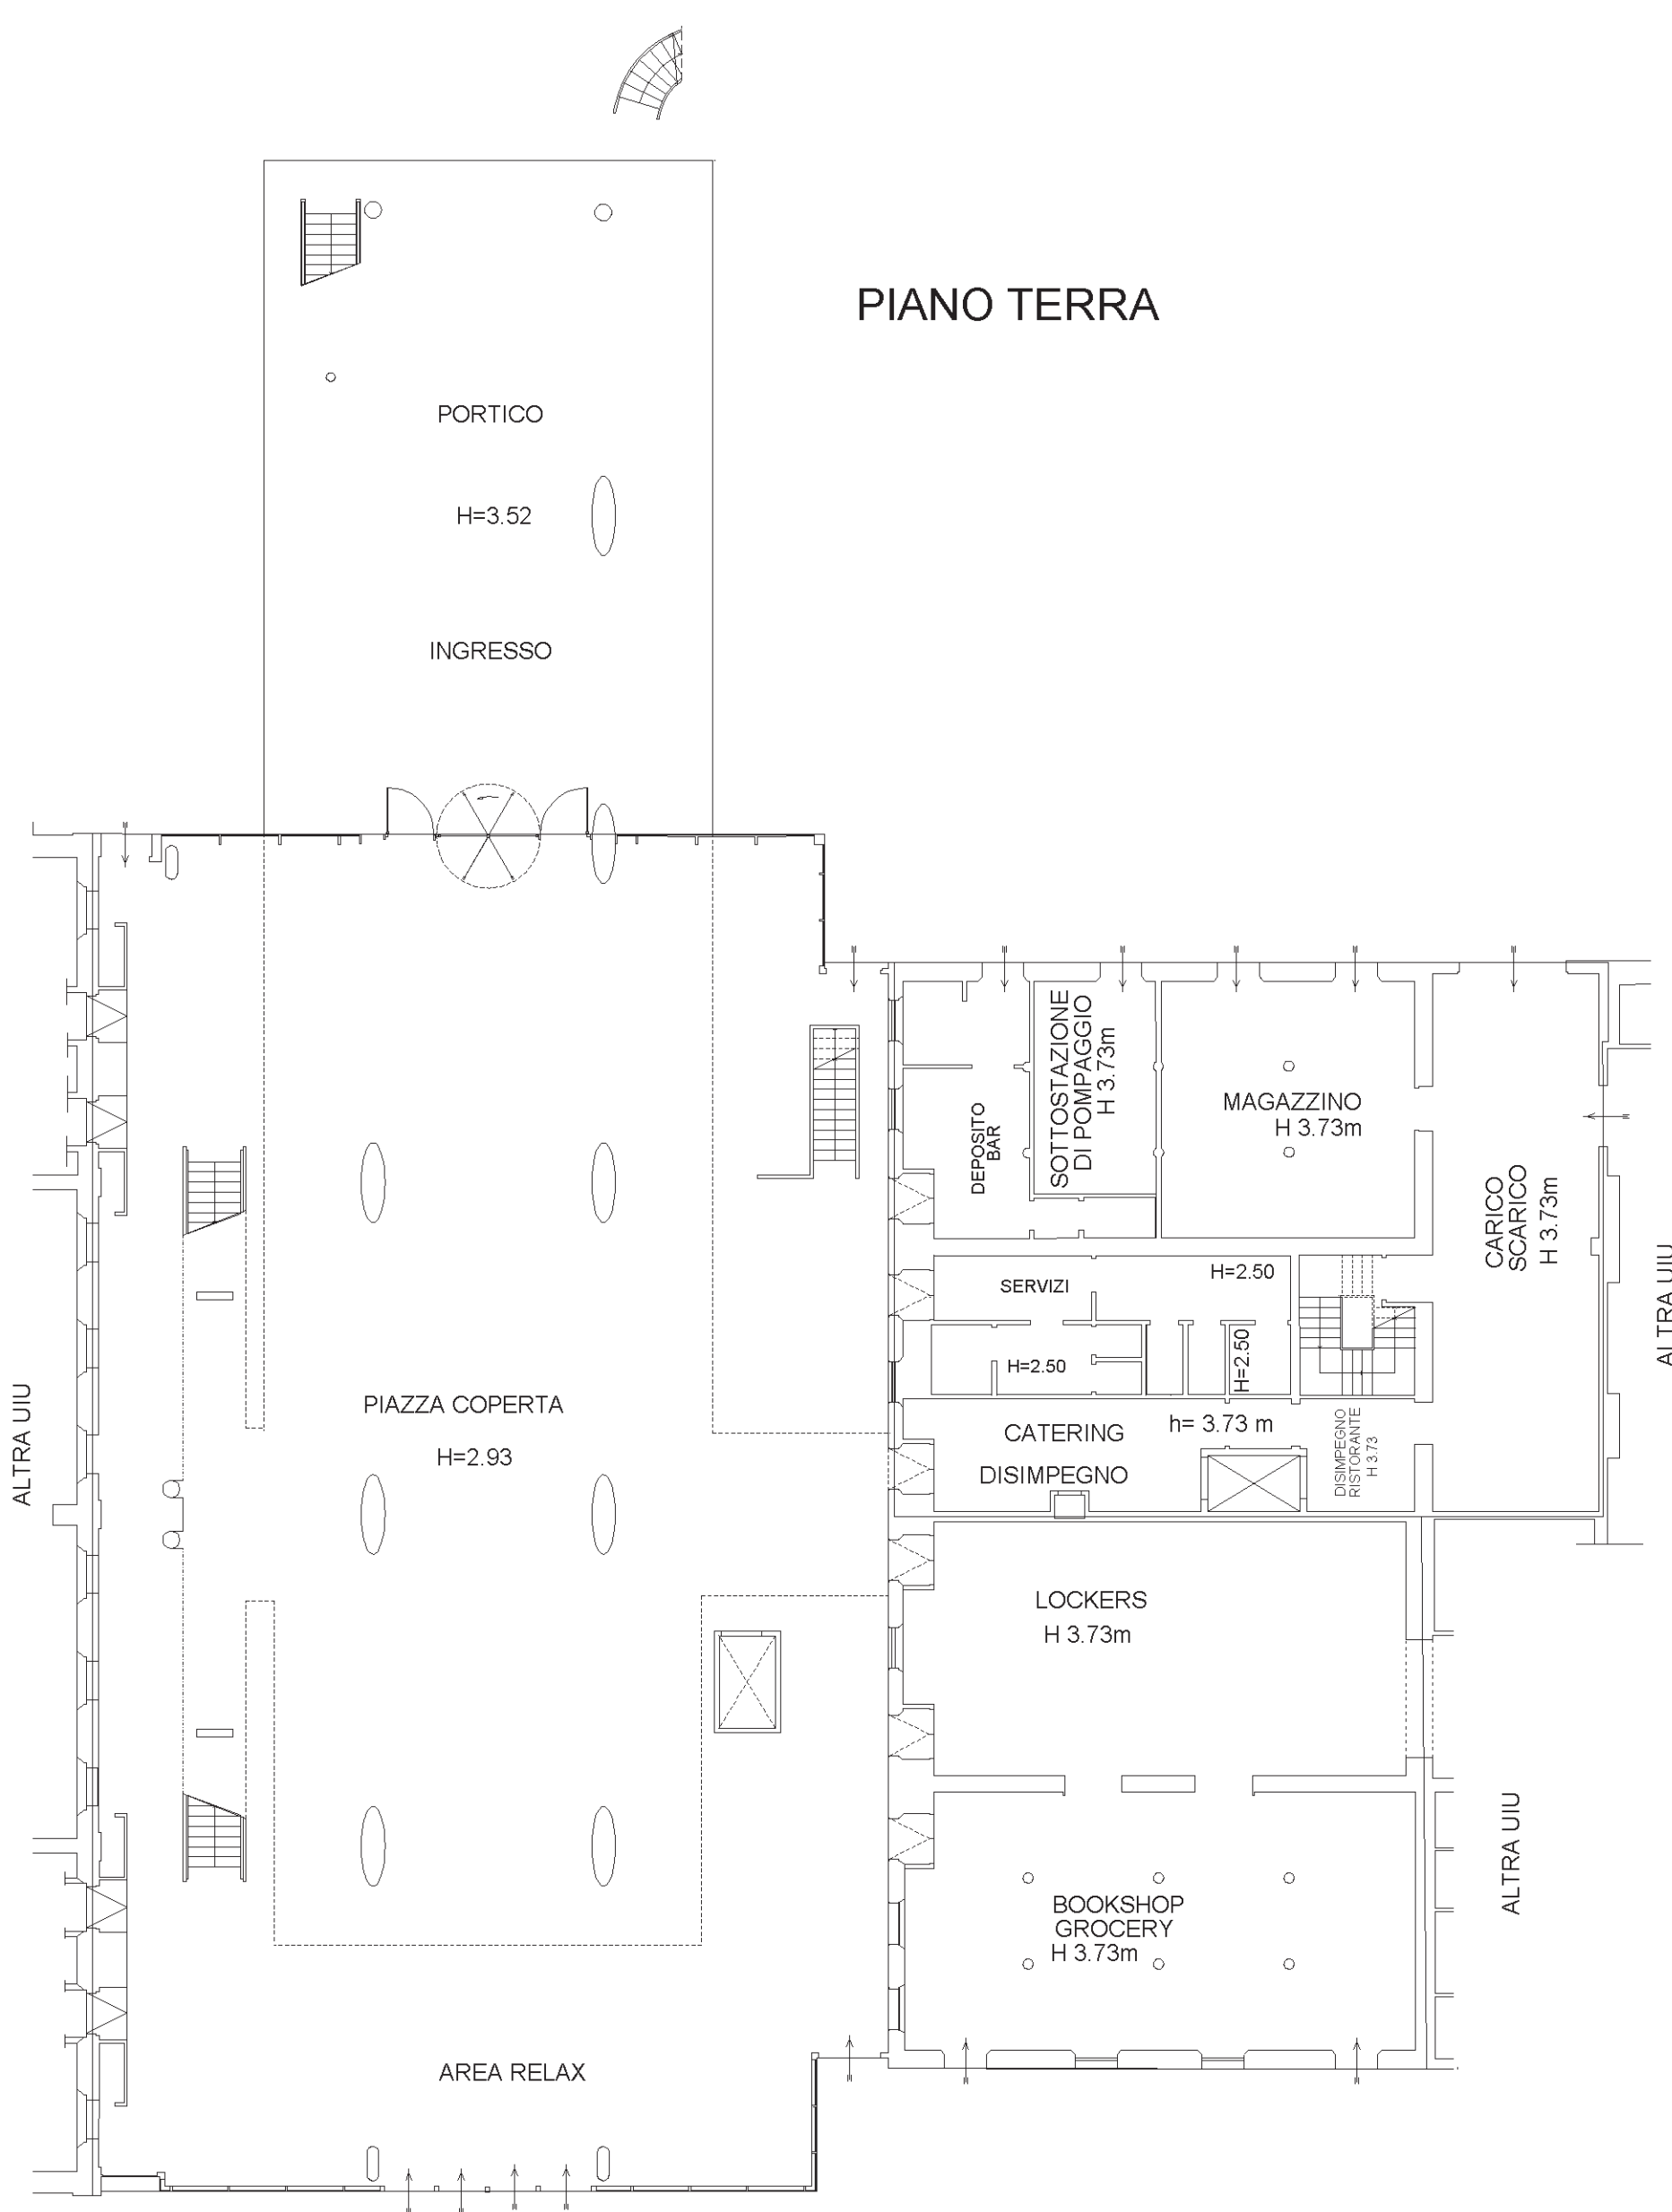 PIANO TERRA
PORTICO
H=3.52
INGRESSO
SOTTOSTAZIONE
DI POMPAGGIO
H 3.73m
DEPOSITO
BAR
MAGAZZINO
H 3.73m
CARICO
SCARICO
H 3.73m
ALTRA UIU
SERVIZI
H=2.50
H=2.50
H=2.50
ALTRA UIU
PIAZZA COPERTA
H=2.93
CATERING
h= 3.73 m
DISIMPEGNO
DISIMPEGNO
RISTORANTE
H 3.73
LOCKERS
H 3.73m
ALTRA UIU
BOOKSHOP
GROCERY
H 3.73m
AREA RELAX